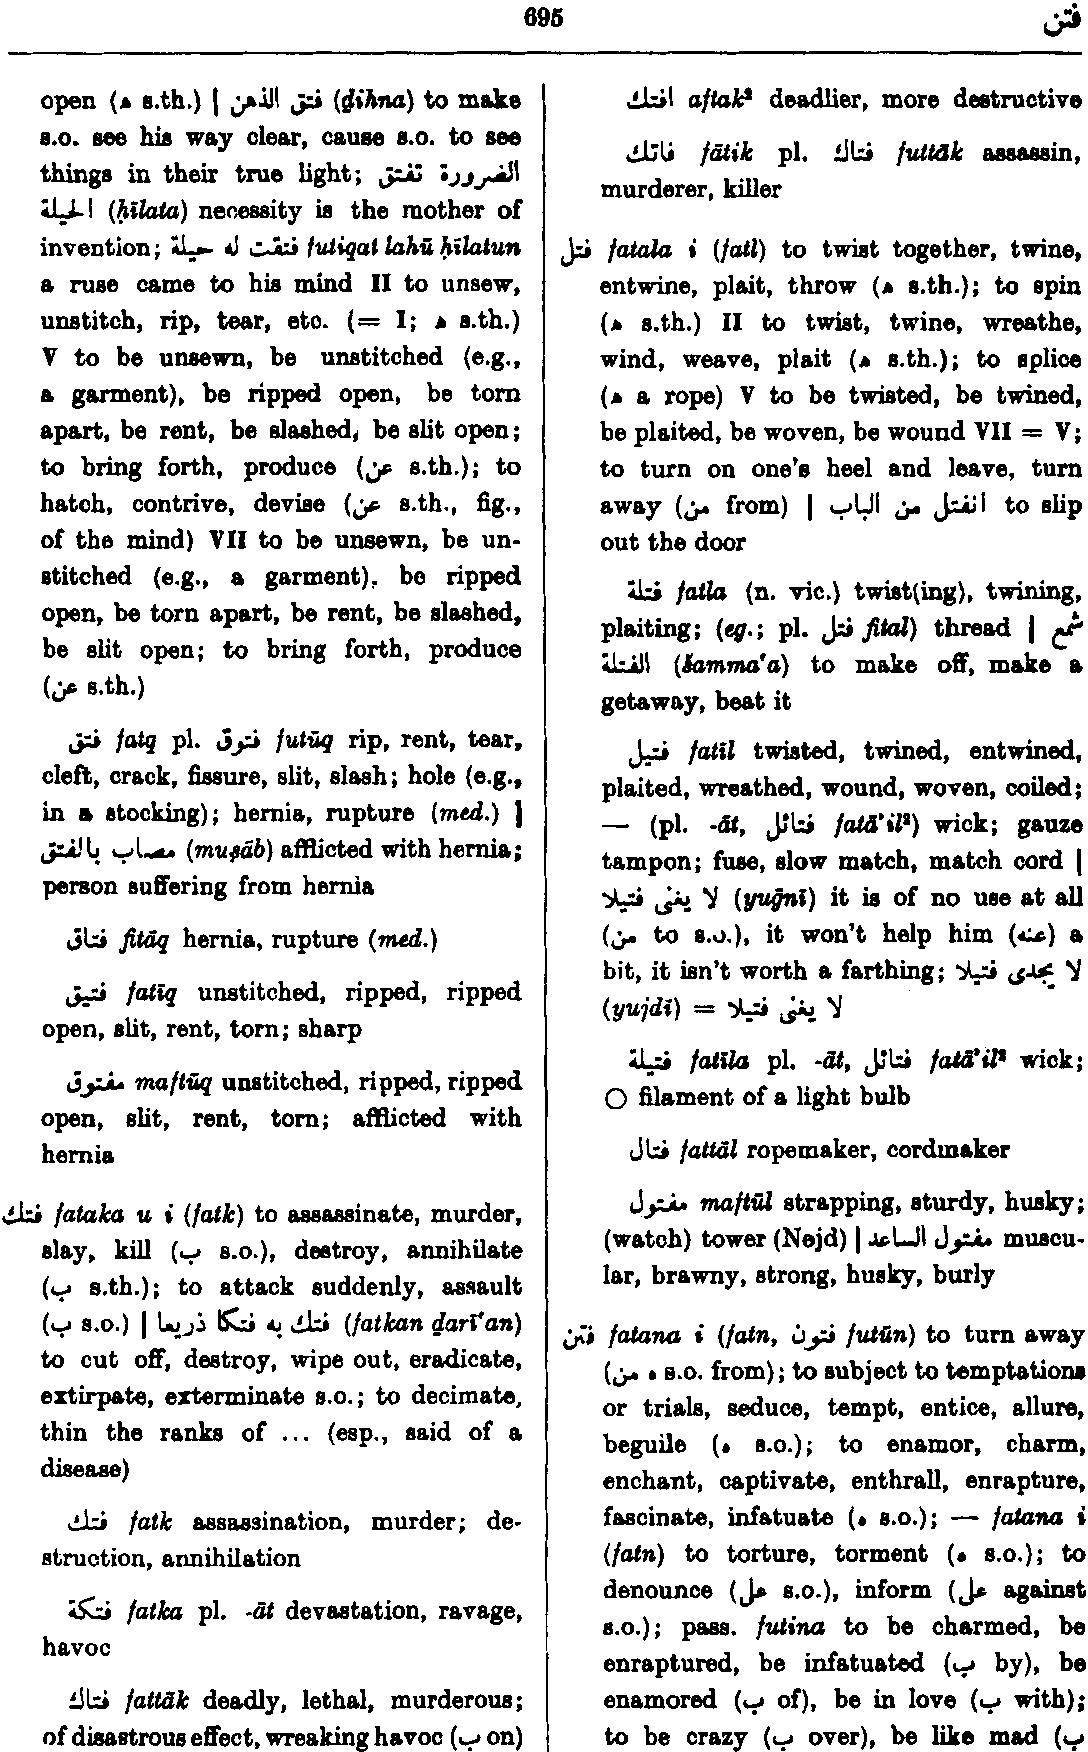 695
فتن
open (ه s.th.) | فتق الذهن (ḏihna) to make
s.o. see his way clear, cause s.o. to see
things in their true light; الضرورة تفتق
الحيلة (ḥīlata) necessity is the mother of
invention; فتقت له حيلة futiqat lahū ḥīlatun
a ruse came to his mind II to unsew,
unstitch, rip, tear, etc. (= I; ه s.th.)
V to be unsewn, be unstitched (e.g.,
a garment), be ripped open, be torn
apart, be rent, be slashed, be slit open;
to bring forth, produce (عن s.th.); to
hatch, contrive, devise (عن s.th., fig.,
of the mind) VII to be unsewn, be un-
stitched (e.g., a garment), be ripped
open, be torn apart, be rent, be slashed,
be slit open; to bring forth, produce
(عن s.th.)
فتق fatq pl. فتوق futūq rip, rent, tear,
cleft, crack, fissure, slit, slash; hole (e.g.,
in a stocking); hernia, rupture (med.) |
مصاب بالفتق (muṣāb) afflicted with hernia;
person suffering from hernia
فتاق fitāq hernia, rupture (med.)
فتيق fatīq unstitched, ripped, ripped
open, slit, rent, torn; sharp
مفتوق maftūq unstitched, ripped, ripped
open, slit, rent, torn; afflicted with
hernia
فتك fataka u i (fatk) to assassinate, murder,
slay, kill (ب s.o.), destroy, annihilate
(ب s.th.); to attack suddenly, assault
(ب s.o.) | فتك به فتكا ذريعا (fatkan ḏarī‘an)
to cut off, destroy, wipe out, eradicate,
extirpate, exterminate s.o.; to decimate,
thin the ranks of ... (esp., said of a
disease)
فتك fatk assassination, murder; de-
struction, annihilation
فتكة fatka pl. -āt devastation, ravage,
havoc
فتاك fattāk deadly, lethal, murderous;
of disastrous effect, wreaking havoc (ب on)
افتك aftak² deadlier, more destructive
فاتك fātik pl. فتاك futtāk assassin,
murderer, killer
فتل fatala i (fatl) to twist together, twine,
entwine, plait, throw (ه s.th.); to spin
(ه s.th.) II to twist, twine, wreathe,
wind, weave, plait (ه s.th.); to splice
(ه a rope) V to be twisted, be twined,
be plaited, be woven, be wound VII = V;
to turn on one's heel and leave, turn
away (من from) | انفتل من الباب to slip
out the door
فتلة fatla (n. vic.) twist(ing), twining,
plaiting; (eg.; pl. فتل fital) thread | شمع
الفتلة (šamma‘a) to make off, make a
getaway, beat it
فتيل fatīl twisted, twined, entwined,
plaited, wreathed, wound, woven, coiled;
— (pl. -āt, فتائل fatā’il²) wick; gauze
tampon; fuse, slow match, match cord |
لا يغنى فتيلا (yuḡnī) it is of no use at all
(من to s.o.), it won't help him (عنه) a
bit, it isn't worth a farthing; لا يجدى فتيلا
(yujdī) = لا يغنى فتيلا
فتيلة fatīla pl. -āt, فتائل fatā’il² wick;
○ filament of a light bulb
فتال fattāl ropemaker, cordmaker
مفتول maftūl strapping, sturdy, husky;
(watch) tower (Nejd) | مفتول الساعد muscu-
lar, brawny, strong, husky, burly
فتن fatana i (fatn, فتون futūn) to turn away
(ه من s.o. from); to subject to temptations
or trials, seduce, tempt, entice, allure,
beguile (ه s.o.); to enamor, charm,
enchant, captivate, enthrall, enrapture,
fascinate, infatuate (ه s.o.); — fatana i
(fatn) to torture, torment (ه s.o.); to
denounce (على s.o.), inform (على against
s.o.); pass. futina to be charmed, be
enraptured, be infatuated (ب by), be
enamored (ب of), be in love (ب with);
to be crazy (ب over), be like mad (ب